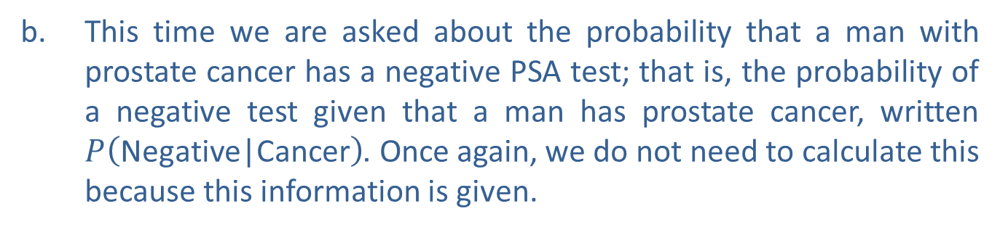 b. This time we are asked about the probability that a man with
prostate cancer has a negative PSA test; that is, the probability of
a negative test given that a man has prostate cancer, written
P(Negative|Cancer). Once again, we do not need to calculate this
because this information is given.